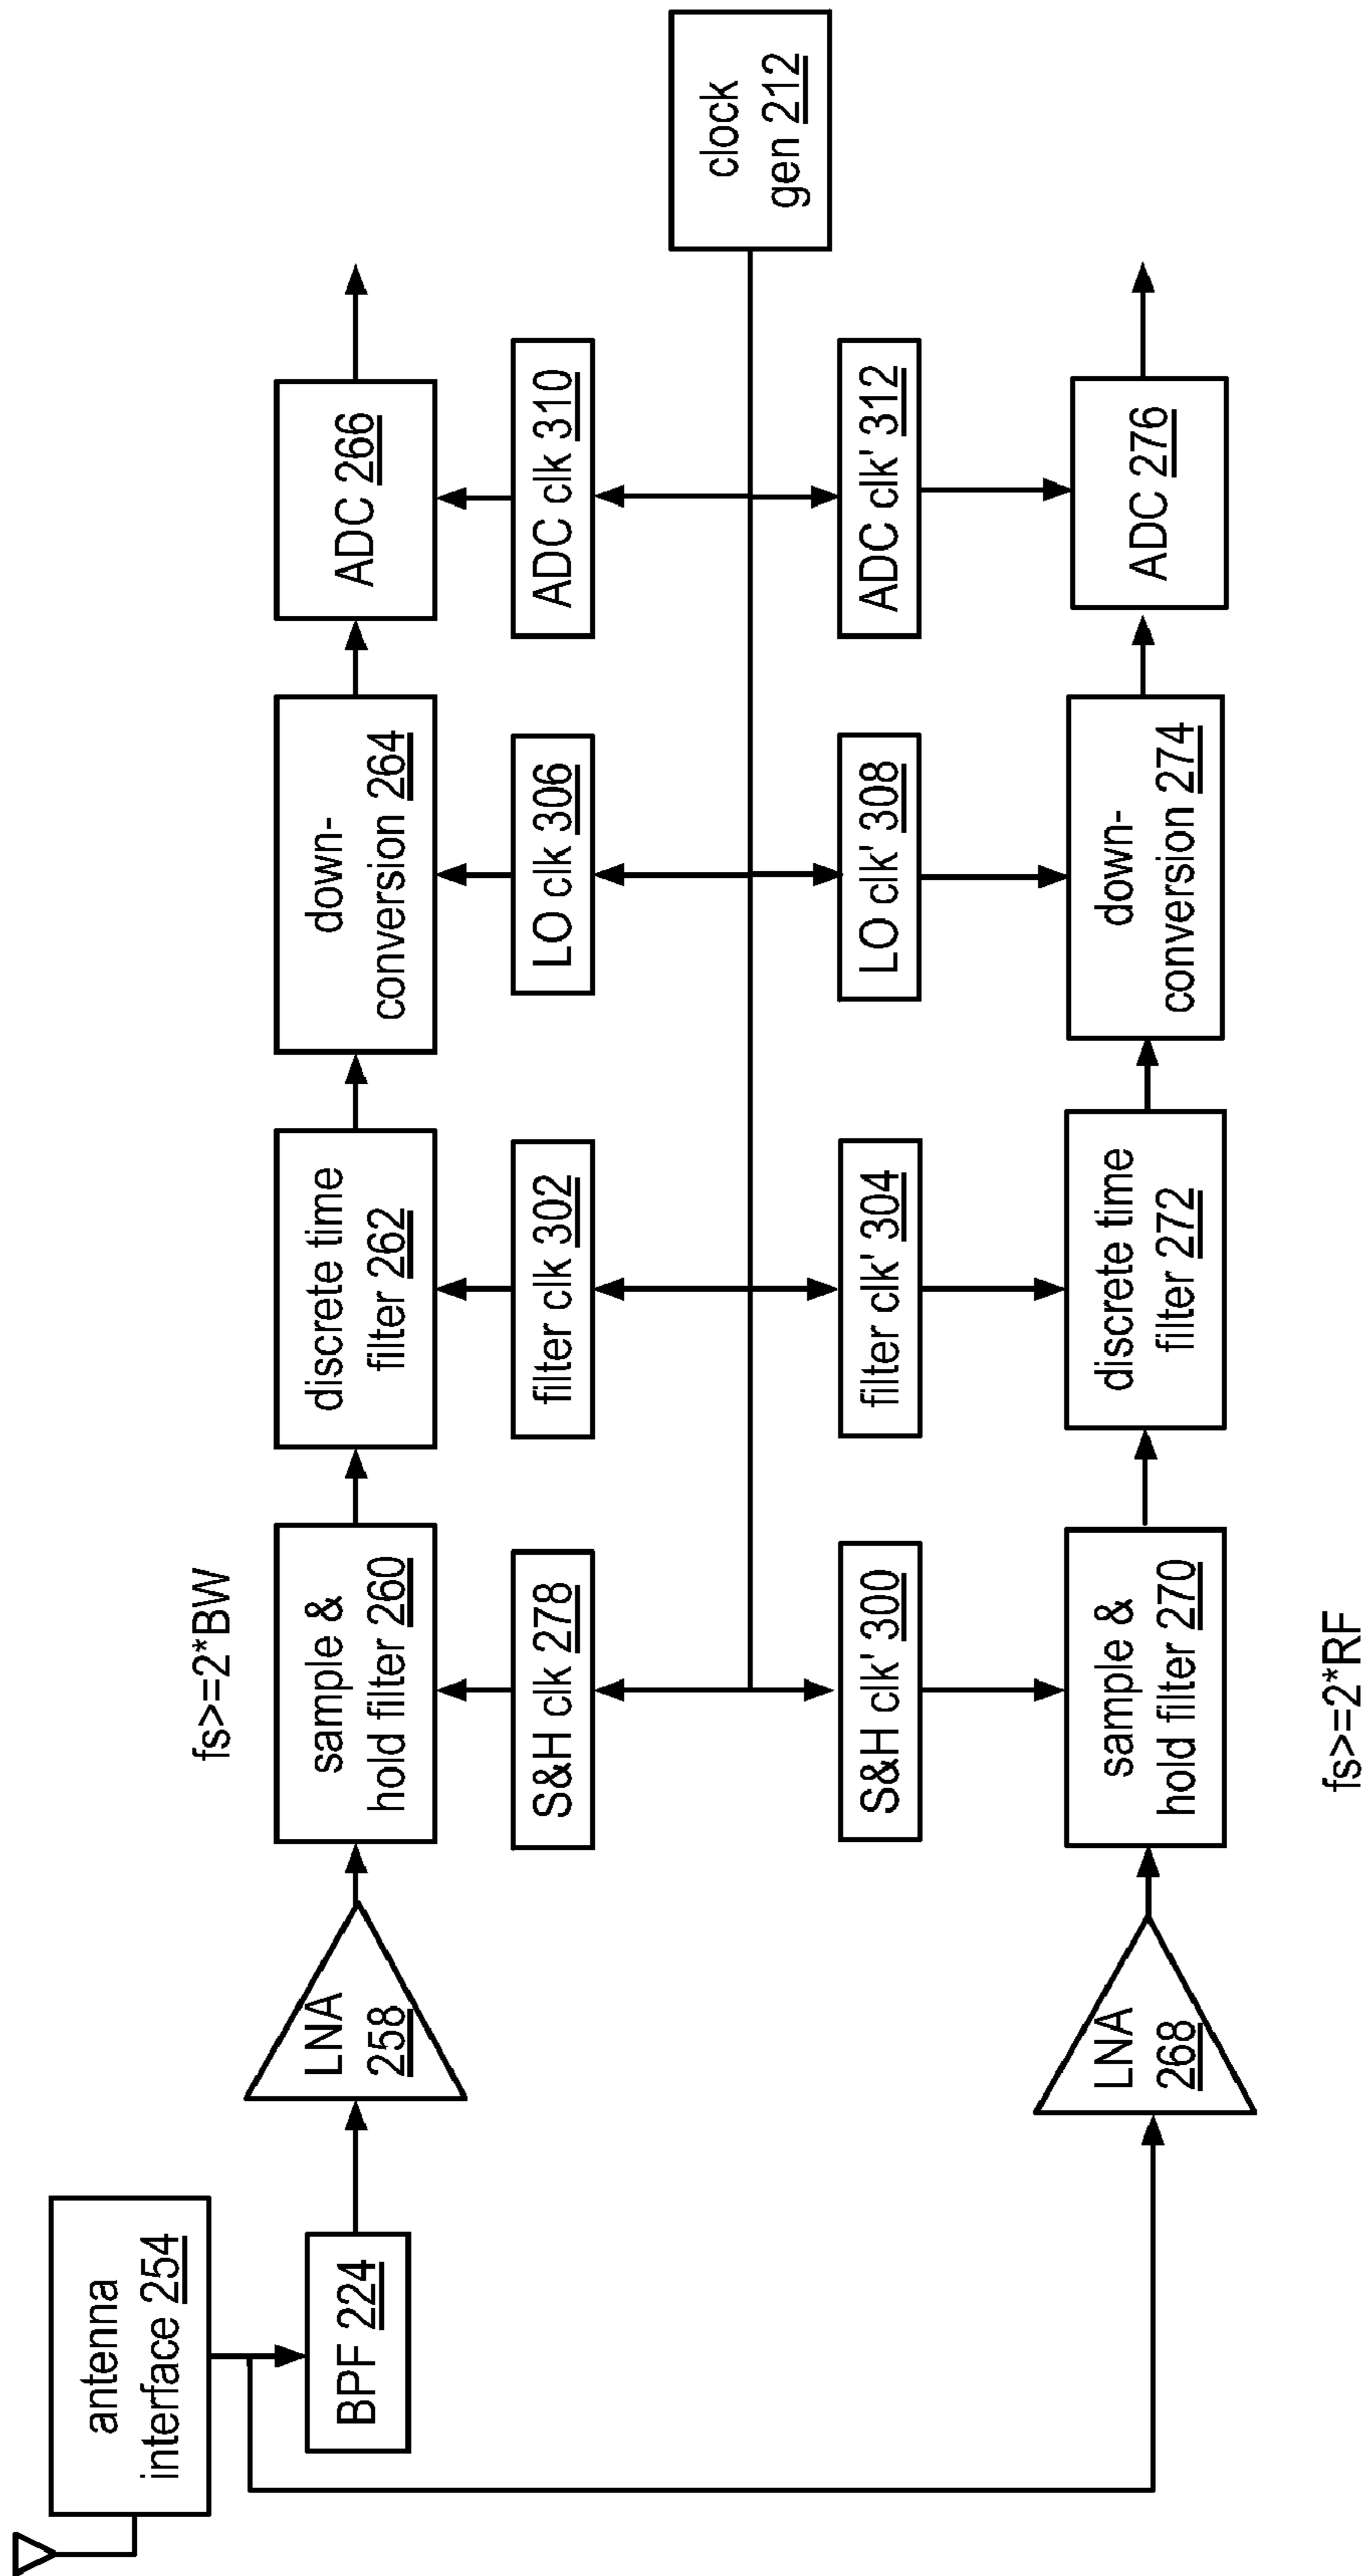 antenna
interface 254
BPF 224
LNA
258
fs>=2*BW
sample &
hold filter 260
discrete time
filter 262
down-
conversion 264
ADC 266
S&H clk 278
filter clk 302
LO clk 306
ADC clk 310
clock
gen 212
S&H clk' 300
filter clk' 304
LO clk' 308
ADC clk' 312
LNA
268
sample &
hold filter 270
discrete time
filter 272
down-
conversion 274
ADC 276
fs>=2*RF